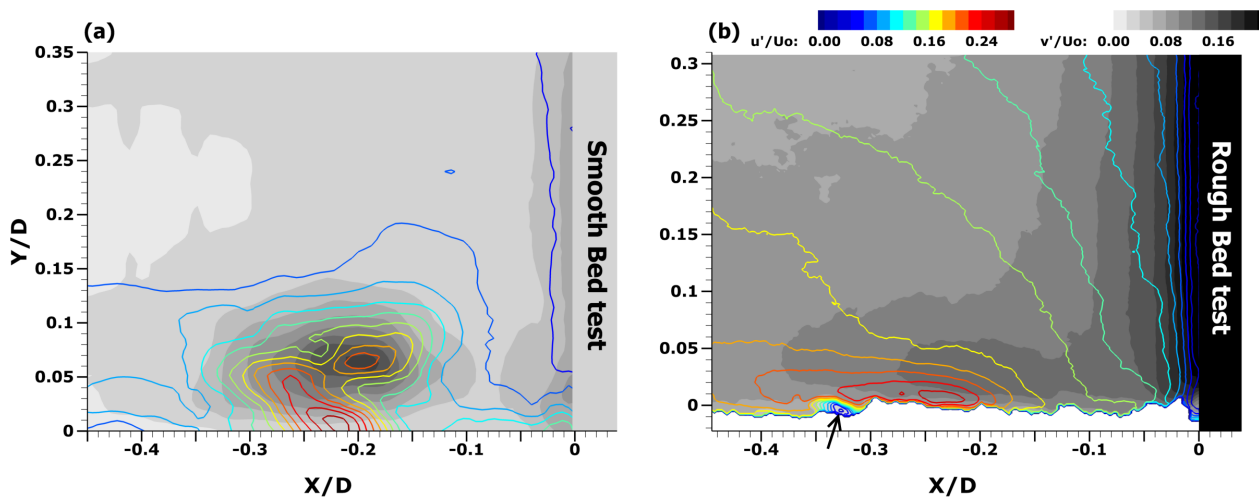 (a)
(b)
u'/Uo: 0.00 0.08 0.16 0.24
v'/Uo: 0.00 0.08 0.16
0.35
0.3
0.25
0.2
0.15
0.1
0.05
0
Y/D
-0.4 -0.3 -0.2 -0.1 0
X/D
Smooth Bed test
0.3
0.25
0.2
0.15
0.1
0.05
0
-0.4 -0.3 -0.2 -0.1 0
X/D
Rough Bed test